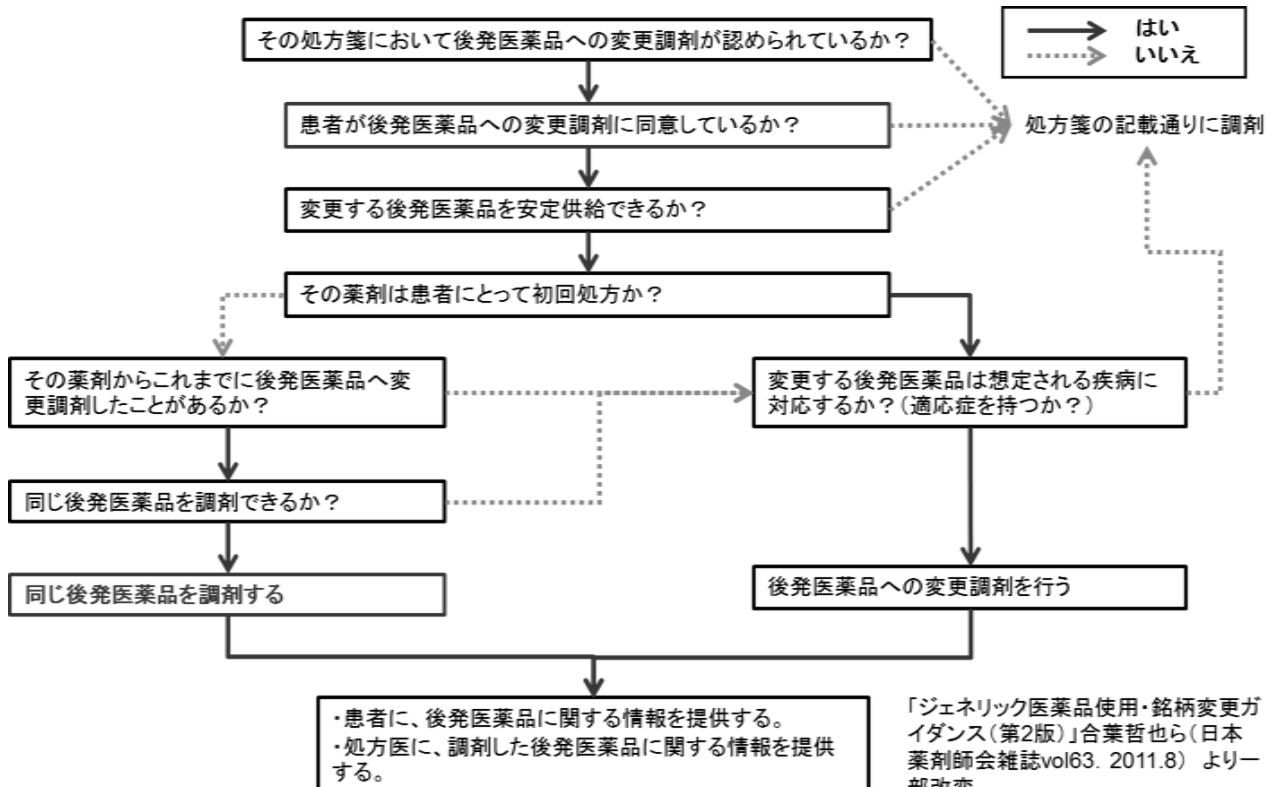 その処方箋において後発医薬品への変更調剤が認められているか？
はい
いいえ
患者が後発医薬品への変更調剤に同意しているか？
処方箋の記載通りに調剤
変更する後発医薬品を安定供給できるか？
その薬剤は患者にとって初回処方か？
その薬剤からこれまでに後発医薬品へ変
更調剤したことがあるか？
変更する後発医薬品は想定される疾病に
対応するか？（適応症を持つか？）
同じ後発医薬品を調剤できるか？
同じ後発医薬品を調剤する
後発医薬品への変更調剤を行う
・患者に、後発医薬品に関する情報を提供する。
・処方医に、調剤した後発医薬品に関する情報を提供
する。
「ジェネリック医薬品使用・銘柄変更ガ
イダンス（第2版）」合葉哲也ら（日本
薬剤師会雑誌vol63. 2011.8） より一
部改変